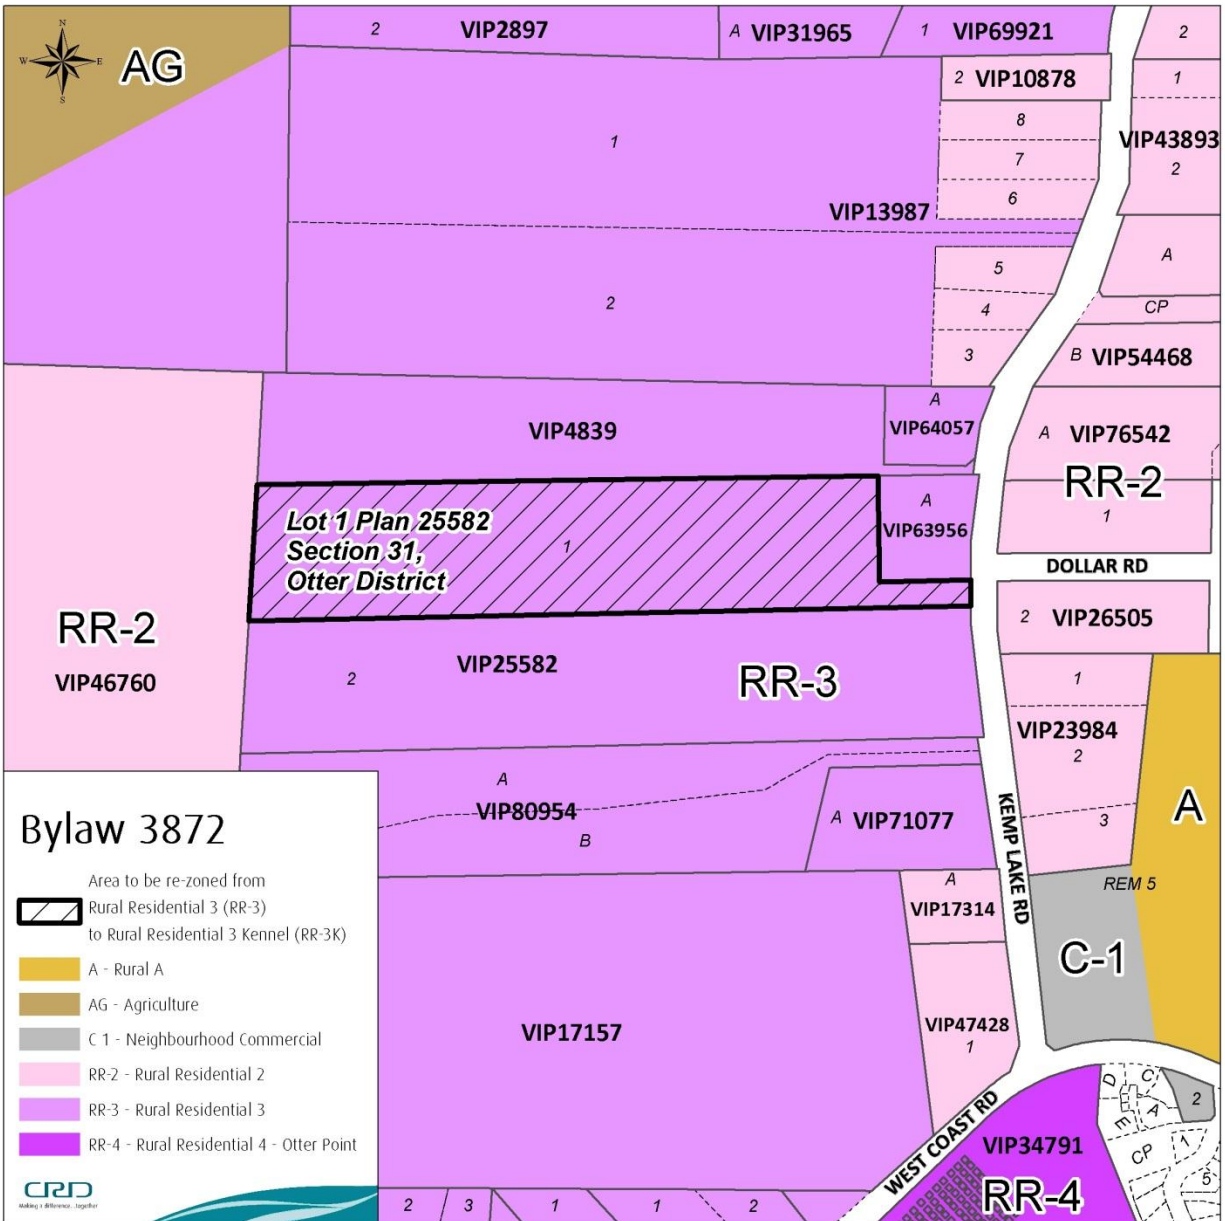 N
W
E
S
AG
2
VIP2897
A
VIP31965
1
VIP69921
2
2
VIP10878
1
8
VIP43893
7
2
6
1
VIP13987
A
5
4
CP
3
2
B
VIP54468
VIP4839
A
VIP64057
A
VIP76542
RR-2
1
Lot 1 Plan 25582
Section 31,
Otter District
1
A
VIP63956
DOLLAR RD
2
VIP26505
RR-2
VIP46760
2
VIP25582
RR-3
1
VIP23984
2
3
A
A
VIP80954
B
A
VIP71077
KEMP LAKE RD
REM 5
A
VIP17314
C-1
VIP17157
VIP47428
1
WEST COAST RD
VIP34791
RR-4
D
C
E
A
2
CP
1
5
2
3
1
1
2
Bylaw 3872
Area to be re-zoned from
Rural Residential 3 (RR-3)
to Rural Residential 3 Kennel (RR-3K)
A - Rural A
AG - Agriculture
C 1 - Neighbourhood Commercial
RR-2 - Rural Residential 2
RR-3 - Rural Residential 3
RR-4 - Rural Residential 4 - Otter Point
CRD
Making a difference...together